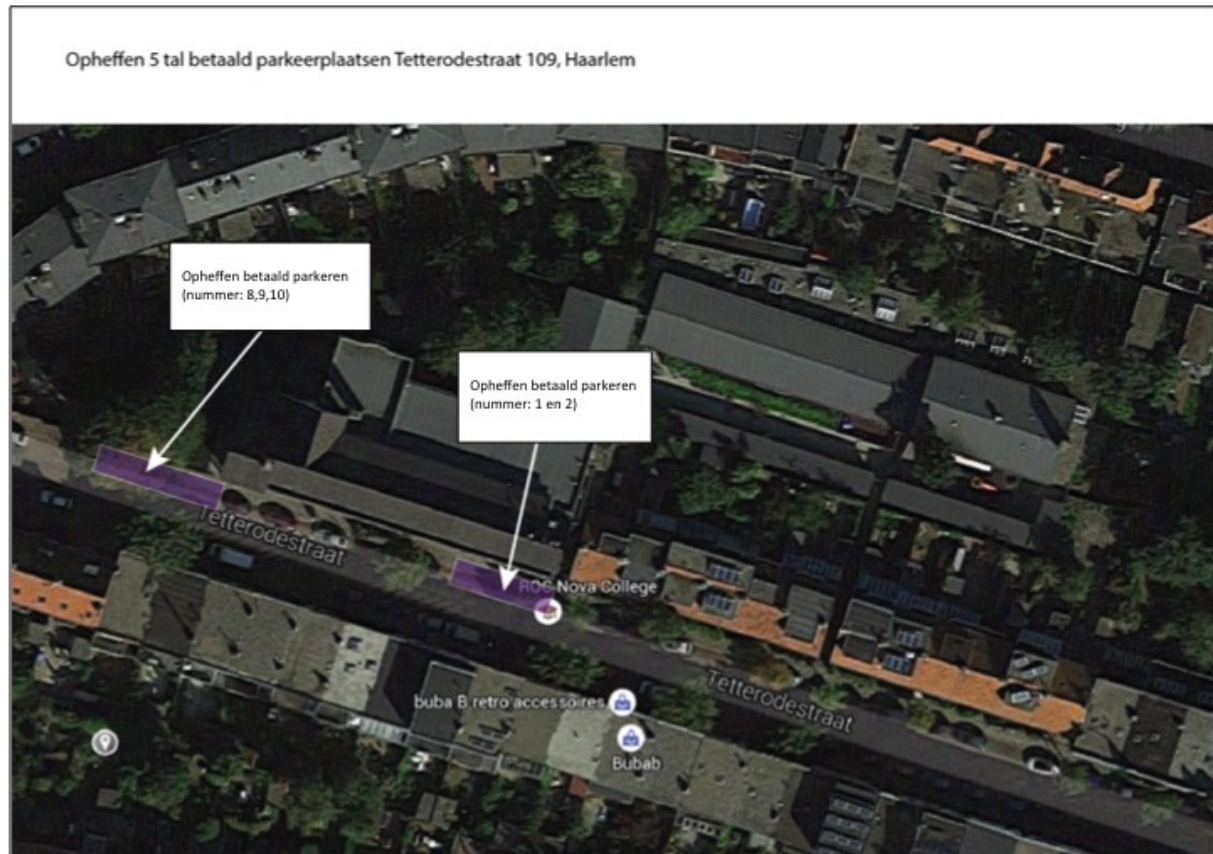 Opheffen 5 tal betaald parkeerplaatsen Tetterodestraat 109, Haarlem
Opheffen betaald parkeren
(nummer: 8,9,10)
Opheffen betaald parkeren
(nummer: 1 en 2)
Tetterodestraat
ROC Nova College
Tetterodestraat
buba B retro accessoires
Bubab